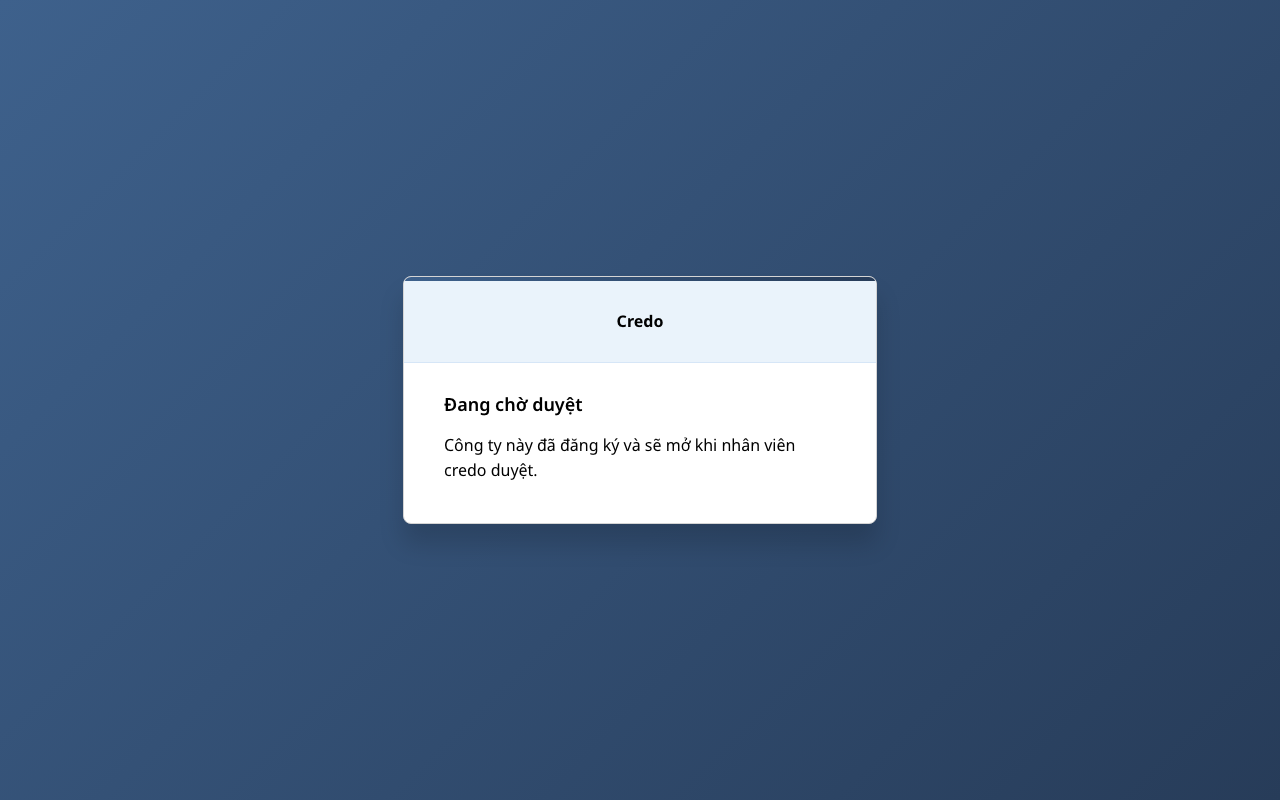 Credo
Đang chờ duyệt
Công ty này đã đăng ký và sẽ mở khi nhân viên
credo duyệt.